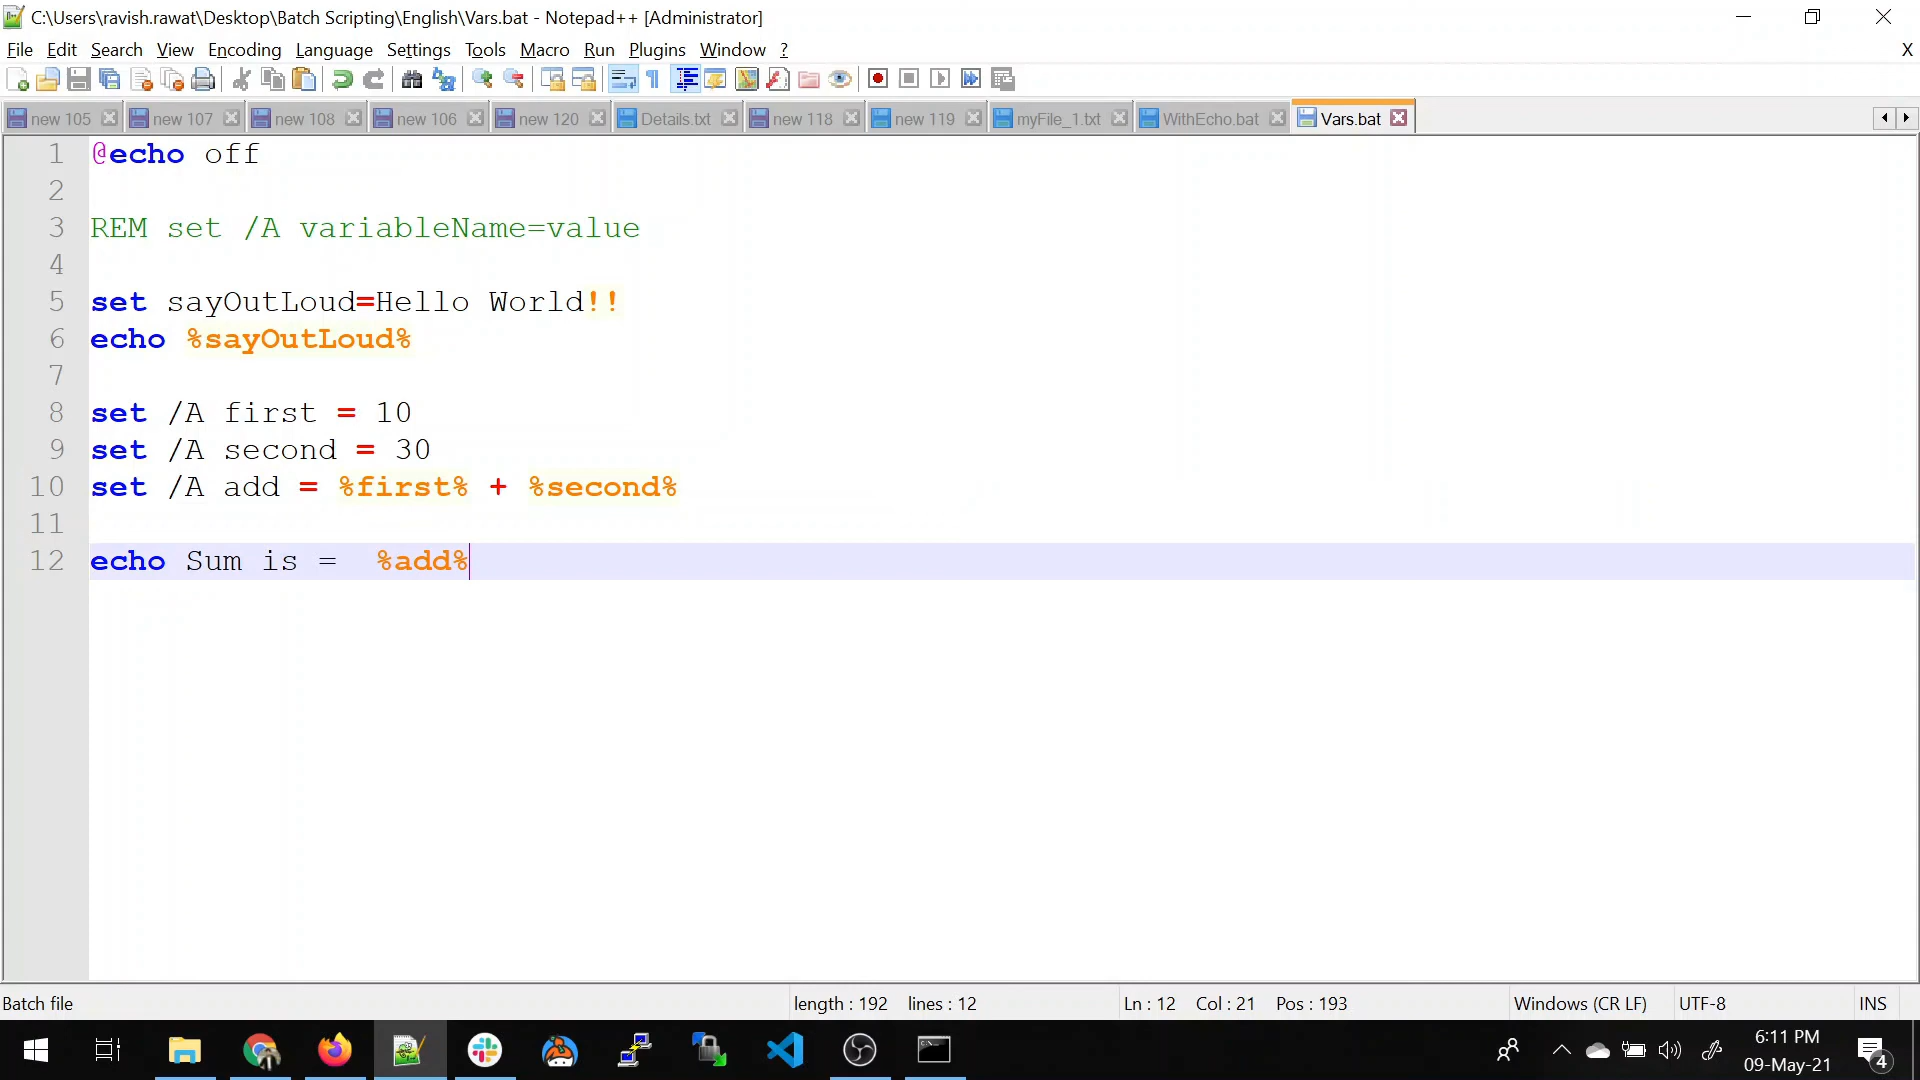 C:\Users\ravish.rawat\Desktop\Batch Scripting\English\Vars.bat - Notepad++ [Administrator]
File Edit Search View Encoding Language Settings Tools Macro Run Plugins Window ? X
new 105 new 107 new 108 new 106 new 120 Details.txt new 118 new 119 myFile_1.txt WithEcho.bat Vars.bat
1 @echo off
2
3 REM set /A variableName=value
4
5 set sayOutLoud=Hello World!!
6 echo %sayOutLoud%
7
8 set /A first = 10
9 set /A second = 30
10 set /A add = %first% + %second%
11
12 echo Sum is =  %add%
Batch file length : 192 lines : 12 Ln : 12 Col : 21 Pos : 193 Windows (CR LF) UTF-8 INS
6:11 PM
09-May-21
4